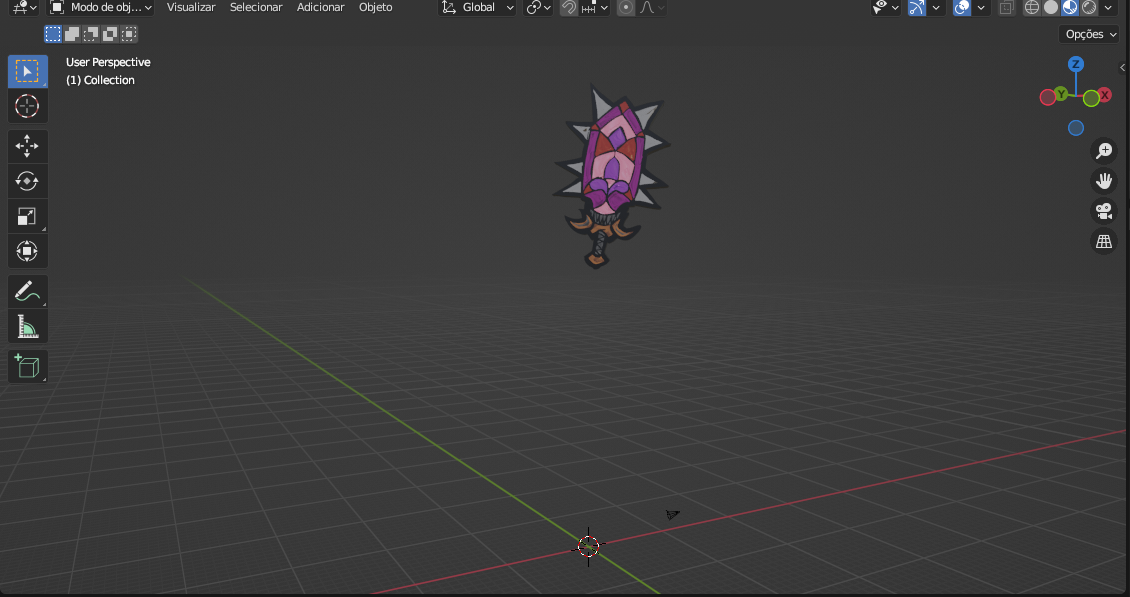 Modo de obj... Visualizar Selecionar Adicionar Objeto Global
Opções
User Perspective
(1) Collection
Z
Y X